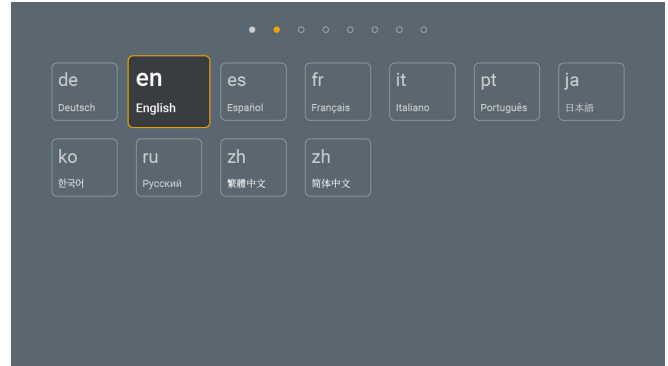 de
Deutsch
en
English
es
Español
fr
Français
it
Italiano
pt
Português
ja
日本語
ko
한국어
ru
Русский
zh
繁體中文
zh
简体中文